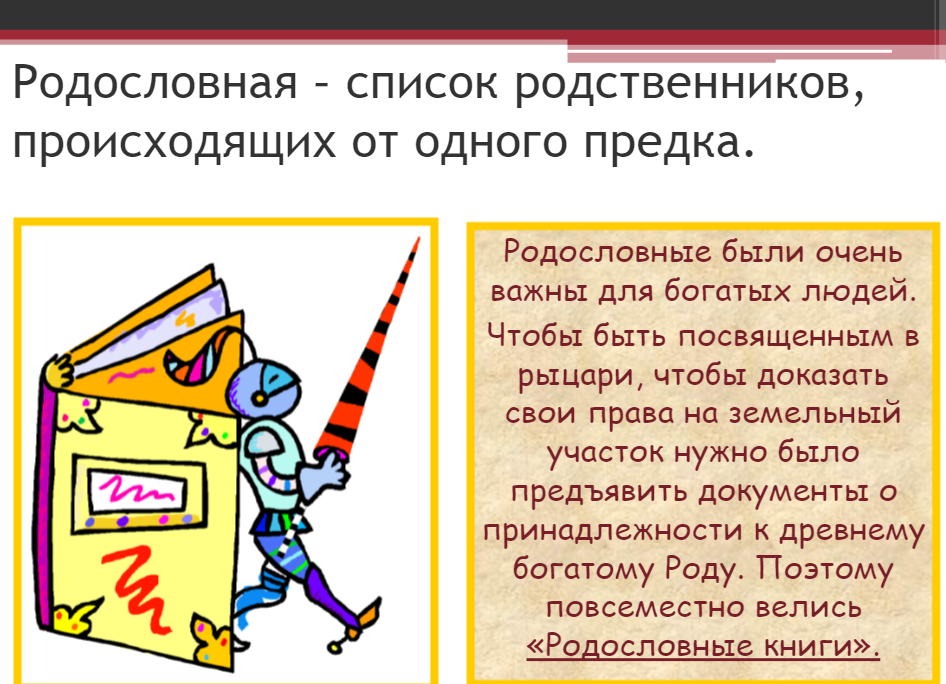 Родословная – список родственников,
происходящих от одного предка.
Родословные были очень
важны для богатых людей.
Чтобы быть посвященным в
рыцари, чтобы доказать
свои права на земельный
участок нужно было
предъявить документы о
принадлежности к древнему
богатому Роду. Поэтому
повсеместно велись
«Родословные книги».